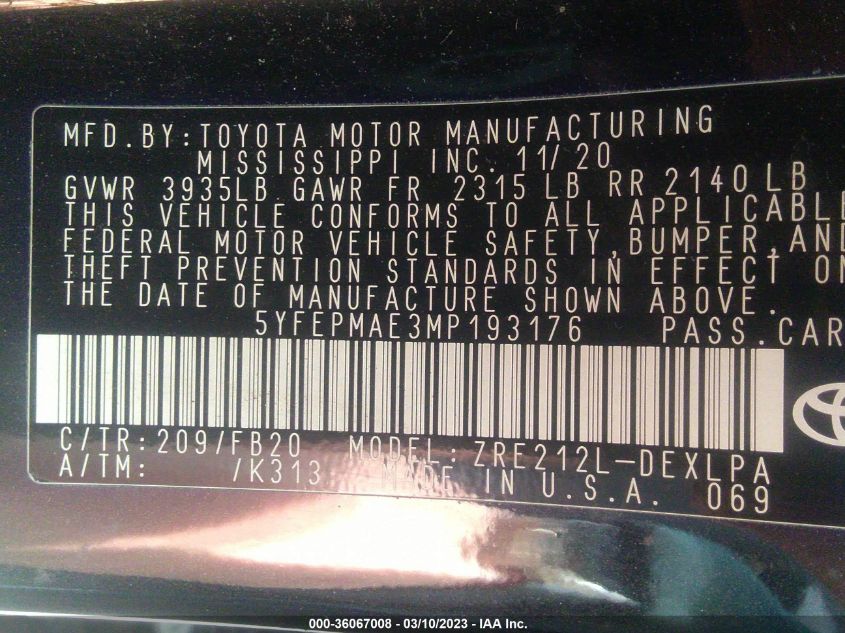 MFD.BY:TOYOTA MOTOR MANUFACTURING
MISSISSIPPI INC. 11/20
GVWR 3935LB GAWR FR 2315 LB RR 2140 LB
THIS VEHICLE CONFORMS TO ALL APPLICABLE
FEDERAL MOTOR VEHICLE SAFETY,BUMPER,AND
THEFT PREVENTION STANDARDS IN EFFECT ON
THE DATE OF MANUFACTURE SHOWN ABOVE.
5YFEPMAE3MP193176 PASS.CAR
C/TR:209/FB20 MODEL:ZRE212L-DEXLPA
A/TM: /K313 MADE IN U.S.A. 069
000-36067008 - 03/10/2023 - IAA Inc.